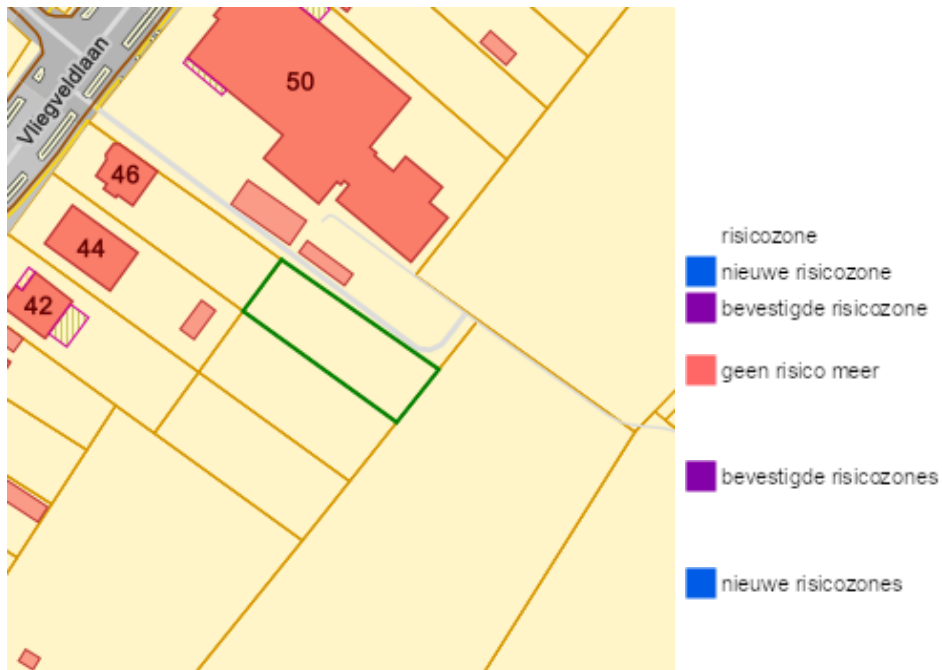 Vliegveldlaan
50
46
44
42
risicozone
nieuwe risicozone
bevestigde risicozone
geen risico meer
bevestigde risicozones
nieuwe risicozones